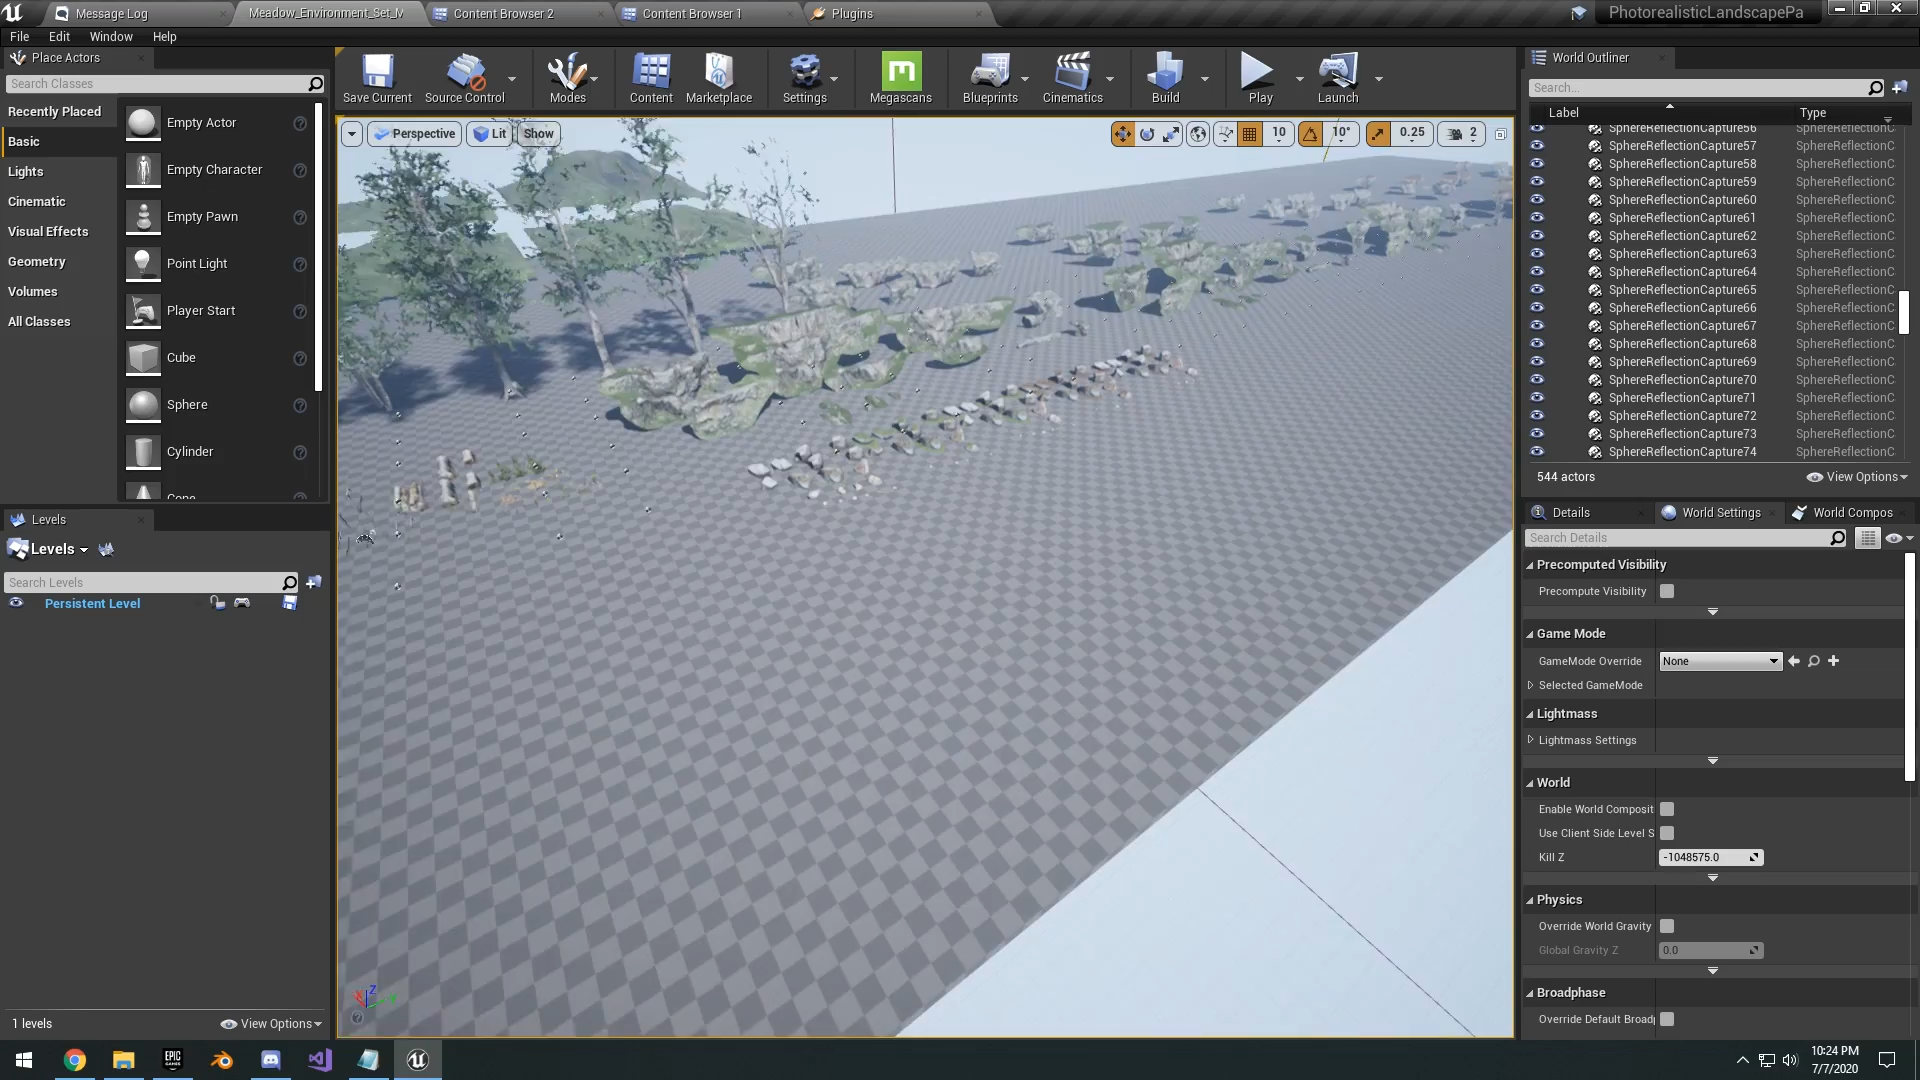 Message Log
Meadow_Environment_Set_M
Content Browser 2
Content Browser 1
Plugins
PhotorealisticLandscapePa
File
Edit
Window
Help
Place Actors
Search Classes
Recently Placed
Basic
Lights
Cinematic
Visual Effects
Geometry
Volumes
All Classes
Empty Actor
Empty Character
Empty Pawn
Point Light
Player Start
Cube
Sphere
Cylinder
Cone
Save Current
Source Control
Modes
Content
Marketplace
Settings
Megascans
Blueprints
Cinematics
Build
Play
Launch
Perspective
Lit
Show
10
10°
0.25
2
World Outliner
Search...
Label
Type
SphereReflectionCapture56 SphereReflectionC
SphereReflectionCapture57 SphereReflectionC
SphereReflectionCapture58 SphereReflectionC
SphereReflectionCapture59 SphereReflectionC
SphereReflectionCapture60 SphereReflectionC
SphereReflectionCapture61 SphereReflectionC
SphereReflectionCapture62 SphereReflectionC
SphereReflectionCapture63 SphereReflectionC
SphereReflectionCapture64 SphereReflectionC
SphereReflectionCapture65 SphereReflectionC
SphereReflectionCapture66 SphereReflectionC
SphereReflectionCapture67 SphereReflectionC
SphereReflectionCapture68 SphereReflectionC
SphereReflectionCapture69 SphereReflectionC
SphereReflectionCapture70 SphereReflectionC
SphereReflectionCapture71 SphereReflectionC
SphereReflectionCapture72 SphereReflectionC
SphereReflectionCapture73 SphereReflectionC
SphereReflectionCapture74 SphereReflectionC
544 actors
View Options
Details
World Settings
World Compos
Search Details
Precomputed Visibility
Precompute Visibility
Game Mode
GameMode Override
None
Selected GameMode
Lightmass
Lightmass Settings
World
Enable World Composit
Use Client Side Level S
Kill Z
-1048575.0
Physics
Override World Gravity
Global Gravity Z
0.0
Broadphase
Override Default Broad
Levels
Levels
Search Levels
Persistent Level
1 levels
View Options
X
Z
m
EPIC
GAMES
10:24 PM
7/7/2020